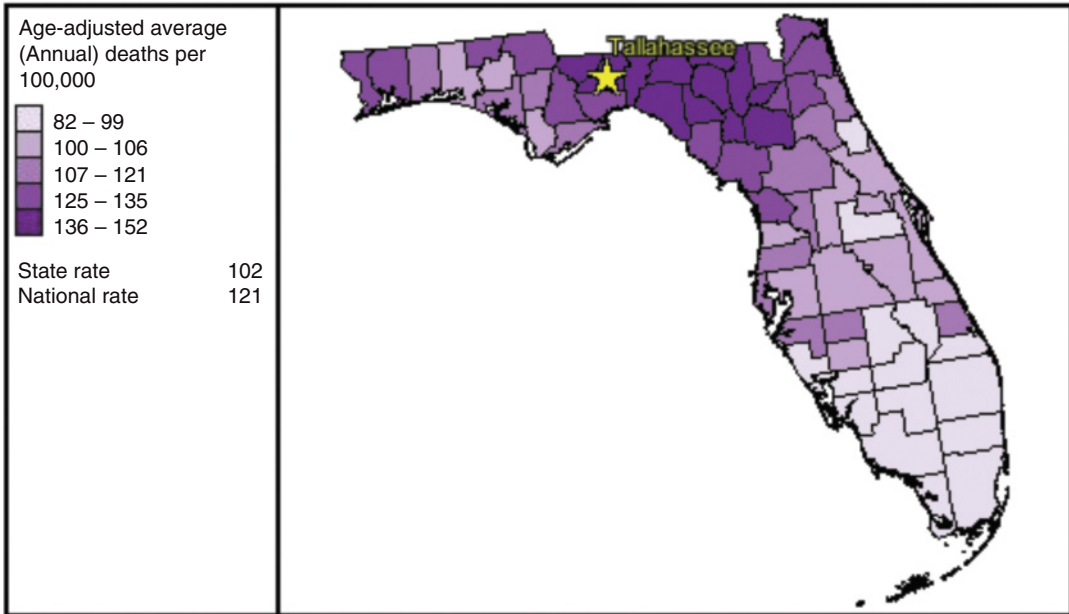 Age-adjusted average
(Annual) deaths per
100,000
82 – 99
100 – 106
107 – 121
125 – 135
136 – 152
State rate 102
National rate 121
Tallahassee